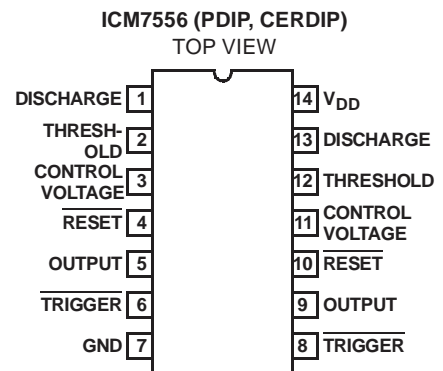 ICM7556 (PDIP, CERDIP)
TOP VIEW
DISCHARGE 1
THRESH-
OLD 2
CONTROL
VOLTAGE 3
RESET 4
OUTPUT 5
TRIGGER 6
GND 7
14 VDD
13 DISCHARGE
12 THRESHOLD
11 CONTROL
VOLTAGE
10 RESET
9 OUTPUT
8 TRIGGER